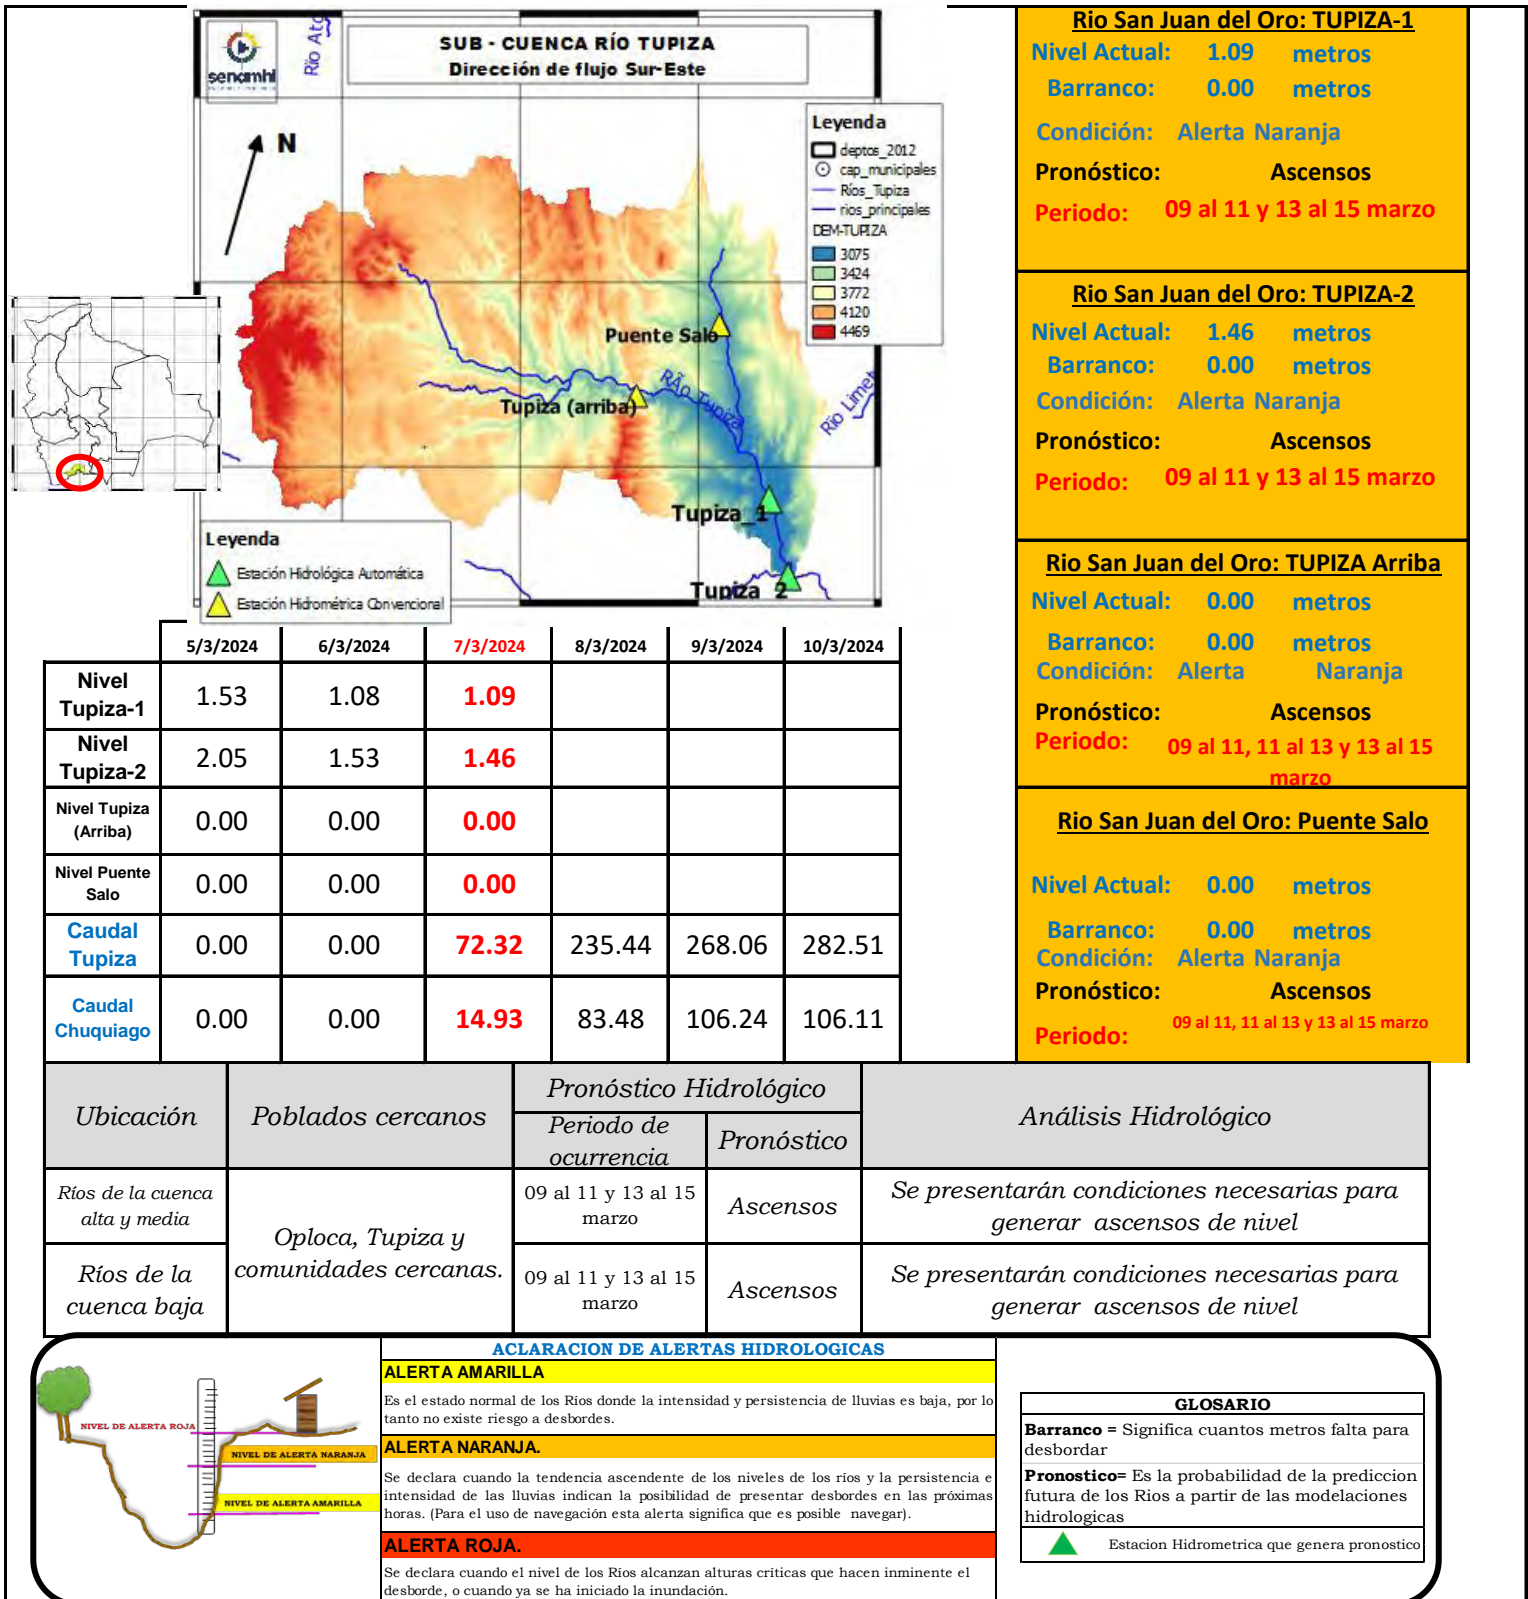 senamhi
Río Ato
SUB - CUENCA RÍO TUPIZA
Dirección de flujo Sur-Este
N
Leyenda
deptos_2012
cap_municipales
Ríos_Tupiza
rios_principales
DEM-TUPIZA
3075
3424
3772
4120
4469
Puente Salo
Tupiza (arriba)
RÃo Tupiza
Río Limet
Tupiza_1
Tupiza_2
Leyenda
Estación Hidrológica Automática
Estación Hidrométrica Convencional
Rio San Juan del Oro: TUPIZA-1
Nivel Actual: 1.09 metros
Barranco: 0.00 metros
Condición: Alerta Naranja
Pronóstico: Ascensos
Periodo: 09 al 11 y 13 al 15 marzo
Rio San Juan del Oro: TUPIZA-2
Nivel Actual: 1.46 metros
Barranco: 0.00 metros
Condición: Alerta Naranja
Pronóstico: Ascensos
Periodo: 09 al 11 y 13 al 15 marzo
Rio San Juan del Oro: TUPIZA Arriba
Nivel Actual: 0.00 metros
Barranco: 0.00 metros
Condición: Alerta Naranja
Pronóstico: Ascensos
Periodo: 09 al 11, 11 al 13 y 13 al 15
marzo
Rio San Juan del Oro: Puente Salo
Nivel Actual: 0.00 metros
Barranco: 0.00 metros
Condición: Alerta Naranja
Pronóstico: Ascensos
Periodo: 09 al 11, 11 al 13 y 13 al 15 marzo
5/3/2024 6/3/2024 7/3/2024 8/3/2024 9/3/2024 10/3/2024
Nivel
Tupiza-1 1.53 1.08 1.09
Nivel
Tupiza-2 2.05 1.53 1.46
Nivel Tupiza
(Arriba) 0.00 0.00 0.00
Nivel Puente
Salo 0.00 0.00 0.00
Caudal
Tupiza 0.00 0.00 72.32 235.44 268.06 282.51
Caudal
Chuquiago 0.00 0.00 14.93 83.48 106.24 106.11
Ubicación
Poblados cercanos
Pronóstico Hidrológico
Periodo de
ocurrencia
Pronóstico
Análisis Hidrológico
Ríos de la cuenca
alta y media
Oploca, Tupiza y
comunidades cercanas.
09 al 11 y 13 al 15
marzo
Ascensos
Se presentarán condiciones necesarias para
generar ascensos de nivel
Ríos de la
cuenca baja
09 al 11 y 13 al 15
marzo
Ascensos
Se presentarán condiciones necesarias para
generar ascensos de nivel
NIVEL DE ALERTA ROJA
NIVEL DE ALERTA NARANJA
NIVEL DE ALERTA AMARILLA
ACLARACION DE ALERTAS HIDROLOGICAS
ALERTA AMARILLA
Es el estado normal de los Rios donde la intensidad y persistencia de lluvias es baja, por lo
tanto no existe riesgo a desbordes.
ALERTA NARANJA.
Se declara cuando la tendencia ascendente de los niveles de los rios y la persistencia e
intensidad de las lluvias indican la posibilidad de presentar desbordes en las próximas
horas. (Para el uso de navegación esta alerta significa que es posible navegar).
ALERTA ROJA.
Se declara cuando el nivel de los Rios alcanzan alturas críticas que hacen inminente el
desborde, o cuando ya se ha iniciado la inundación.
GLOSARIO
Barranco = Significa cuantos metros falta para
desbordar
Pronostico= Es la probabilidad de la prediccion
futura de los Rios a partir de las modelaciones
hidrologicas
Estacion Hidrometrica que genera pronostico